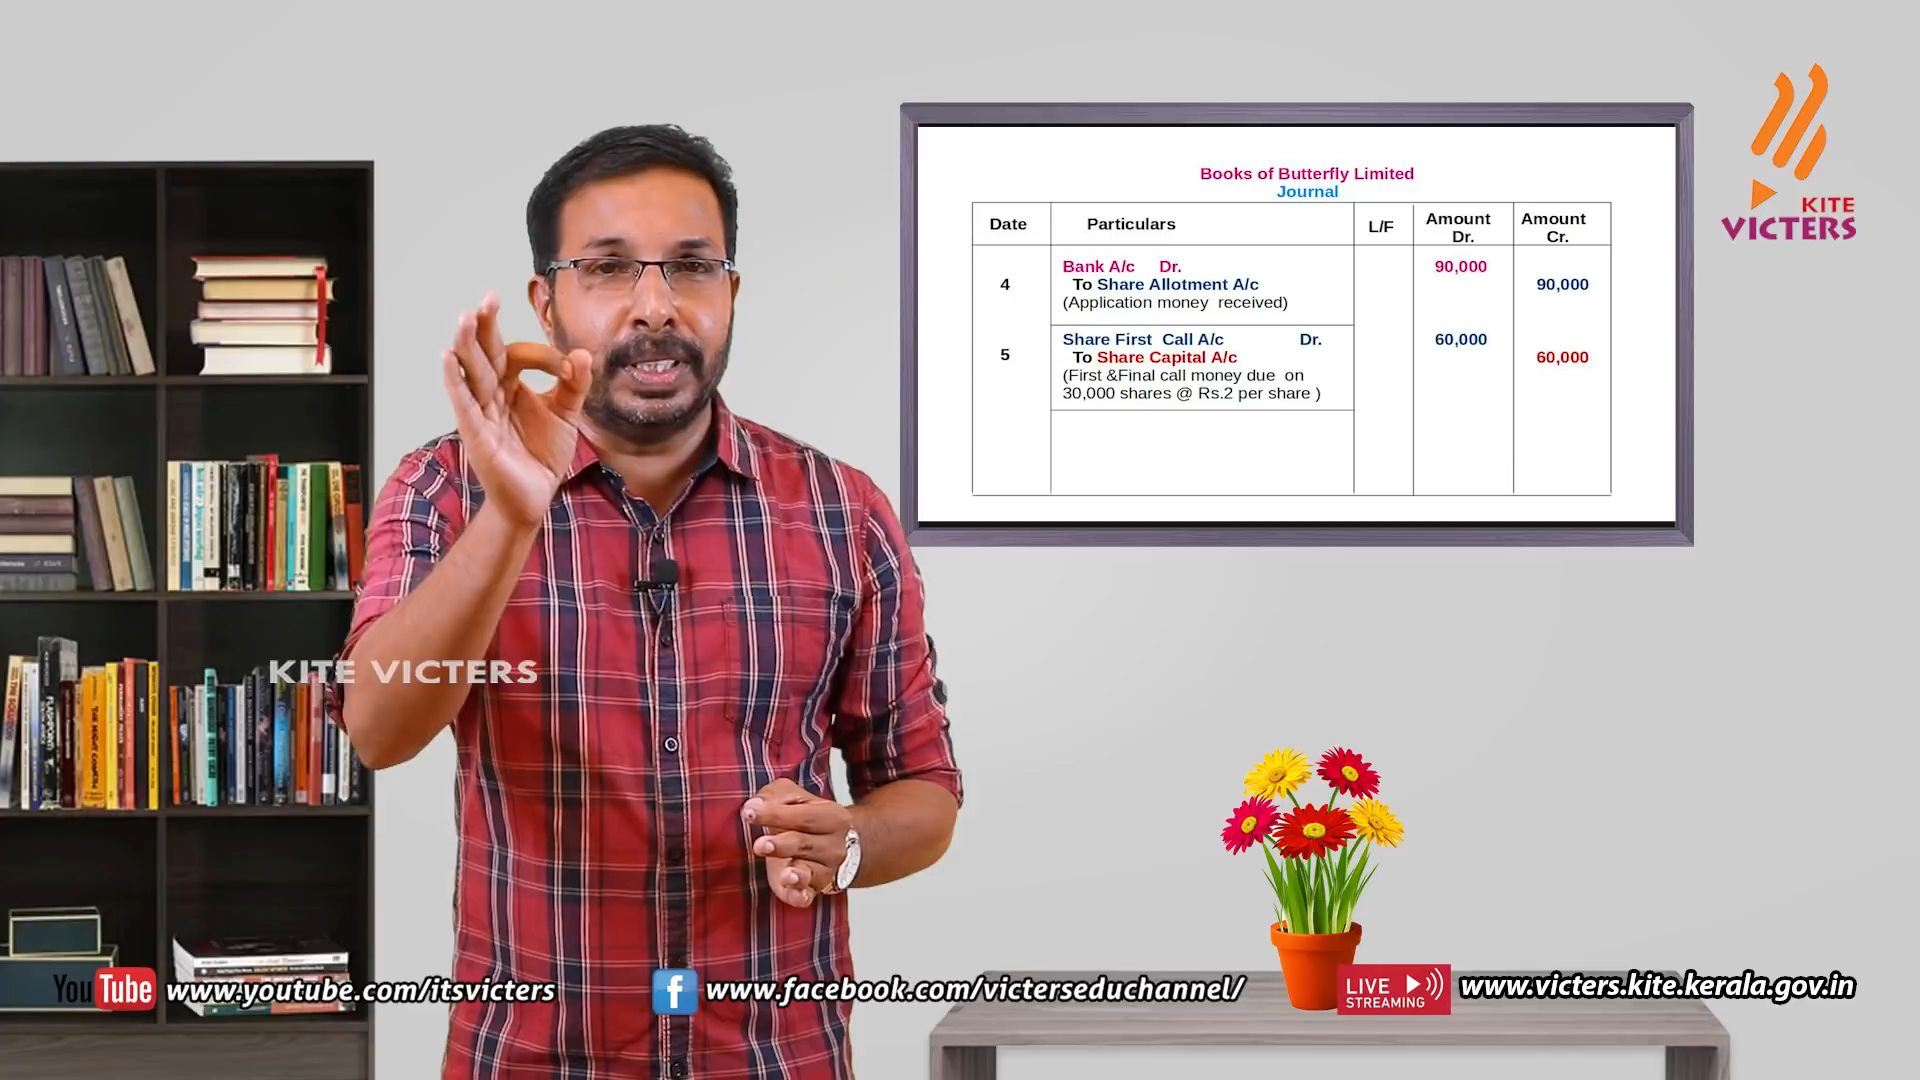 KITE
VICTERS
Books of Butterfly Limited
Journal
Date Particulars L/F Amount Dr. Amount Cr.
4 Bank A/c Dr. 90,000
To Share Allotment A/c 90,000
(Application money received)
5 Share First Call A/c Dr. 60,000
To Share Capital A/c 60,000
(First &Final call money due on
30,000 shares @ Rs.2 per share )
KITE VICTERS
YouTube www.youtube.com/itsvicters
f www.facebook.com/victerseduchannel/
LIVE STREAMING www.victers.kite.kerala.gov.in